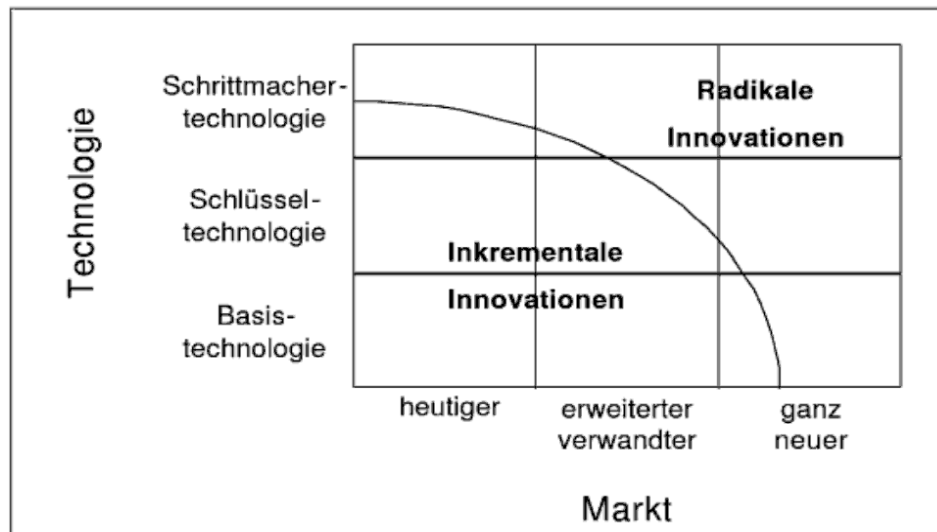 Technologie
Schrittmacher-
technologie
Radikale
Innovationen
Schlüssel-
technologie
Inkrementale
Innovationen
Basis-
technologie
heutiger
erweiterter
verwandter
ganz
neuer
Markt